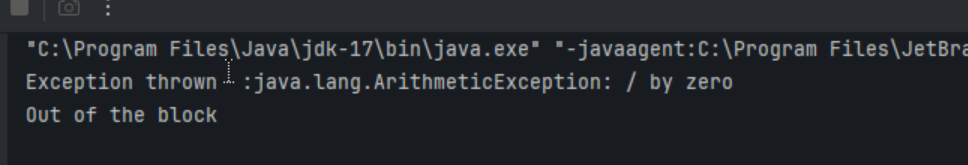 "C:\Program Files\Java\jdk-17\bin\java.exe" "-javaagent:C:\Program Files\JetBra
Exception thrown  :java.lang.ArithmeticException: / by zero
Out of the block